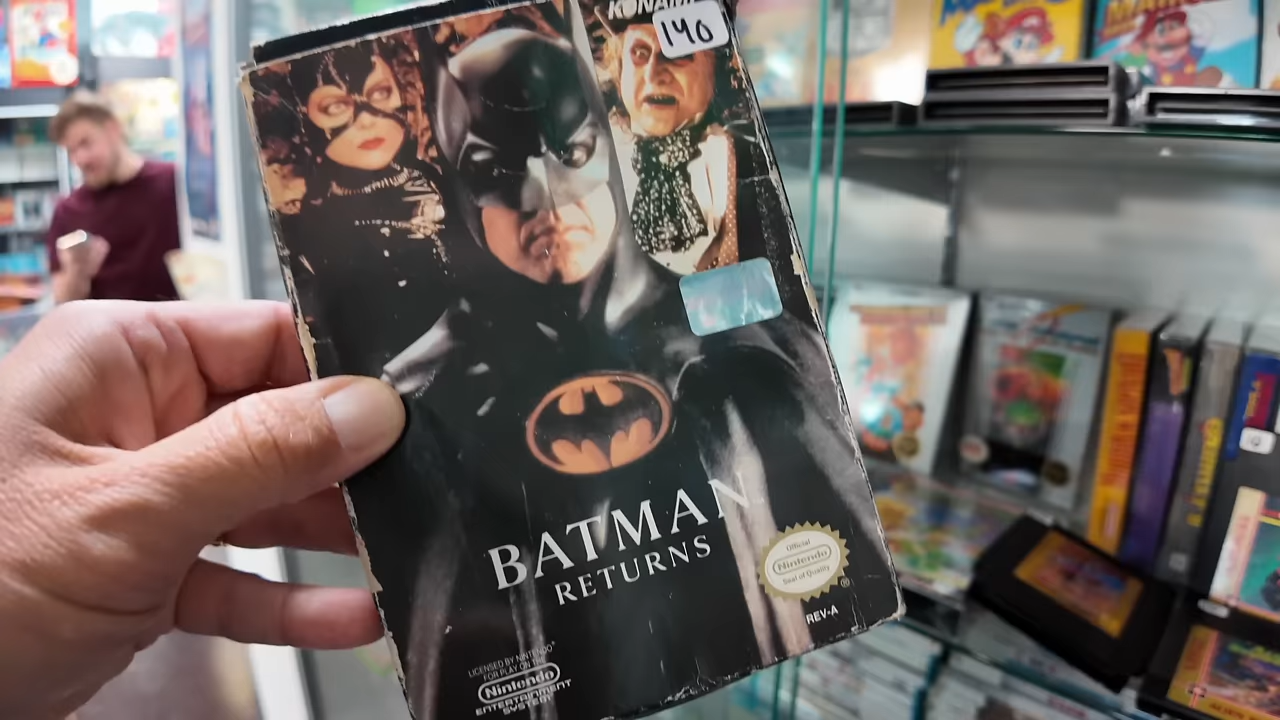 KONAMI
140
BATMAN
RETURNS
Official
Nintendo
Seal of Quality
®
REV-A
LICENSED BY NINTENDO
FOR PLAY ON THE
Nintendo
ENTERTAINMENT
SYSTEM